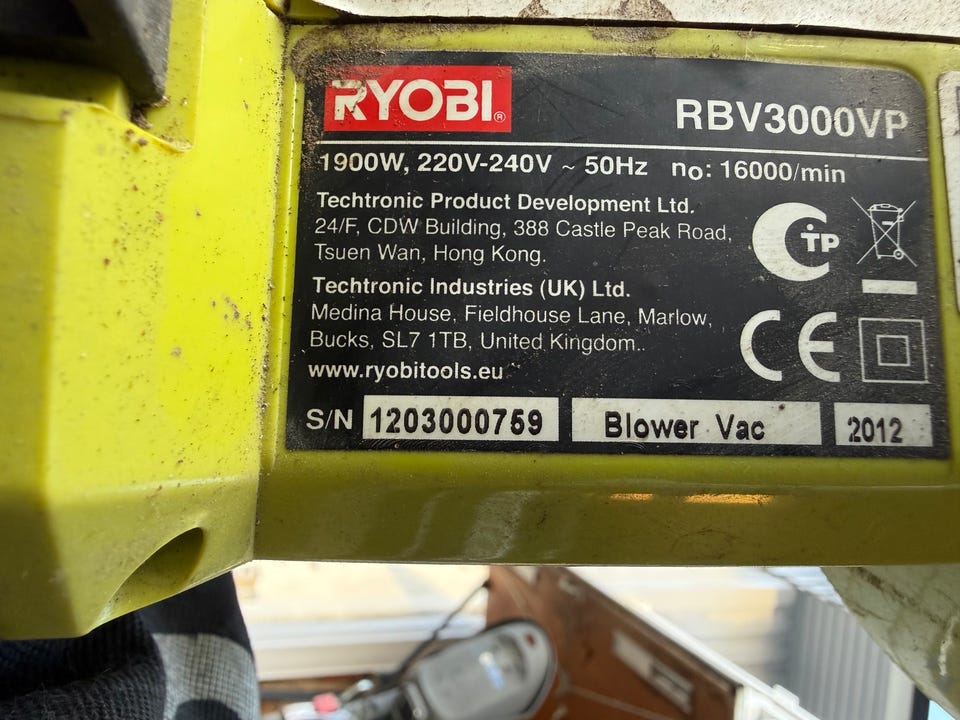 RYOBI®
RBV3000VP
1900W, 220V-240V ~ 50Hz no: 16000/min
Techtronic Product Development Ltd.
24/F, CDW Building, 388 Castle Peak Road,
Tsuen Wan, Hong Kong.
Techtronic Industries (UK) Ltd.
Medina House, Fieldhouse Lane, Marlow,
Bucks, SL7 1TB, United Kingdom..
www.ryobitools.eu
TP
CE
S/N 1203000759 Blower Vac 2012